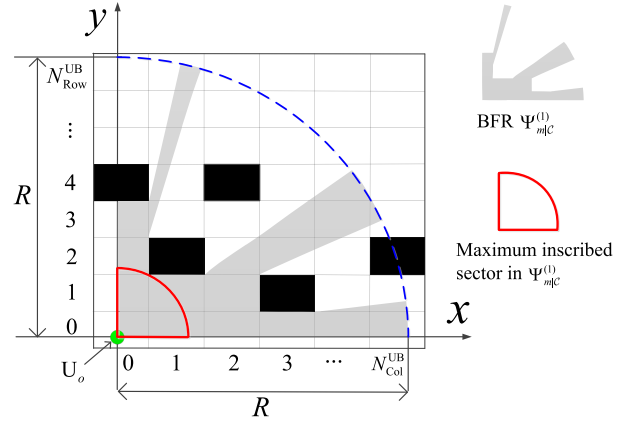 y
N_Row^UB
⋮
4
3
2
1
0
R
U_o
0 1 2 3 ⋯ N_Col^UB
x
R
BFR Ψ_{m|C}^{(1)}
Maximum inscribed
sector in Ψ_{m|C}^{(1)}